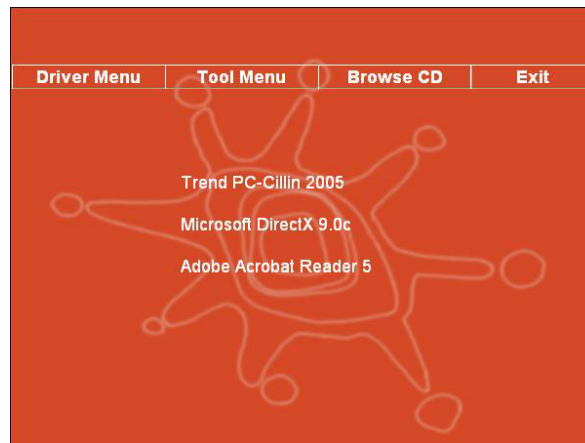 Driver Menu Tool Menu Browse CD Exit
Trend PC-Cillin 2005
Microsoft DirectX 9.0c
Adobe Acrobat Reader 5